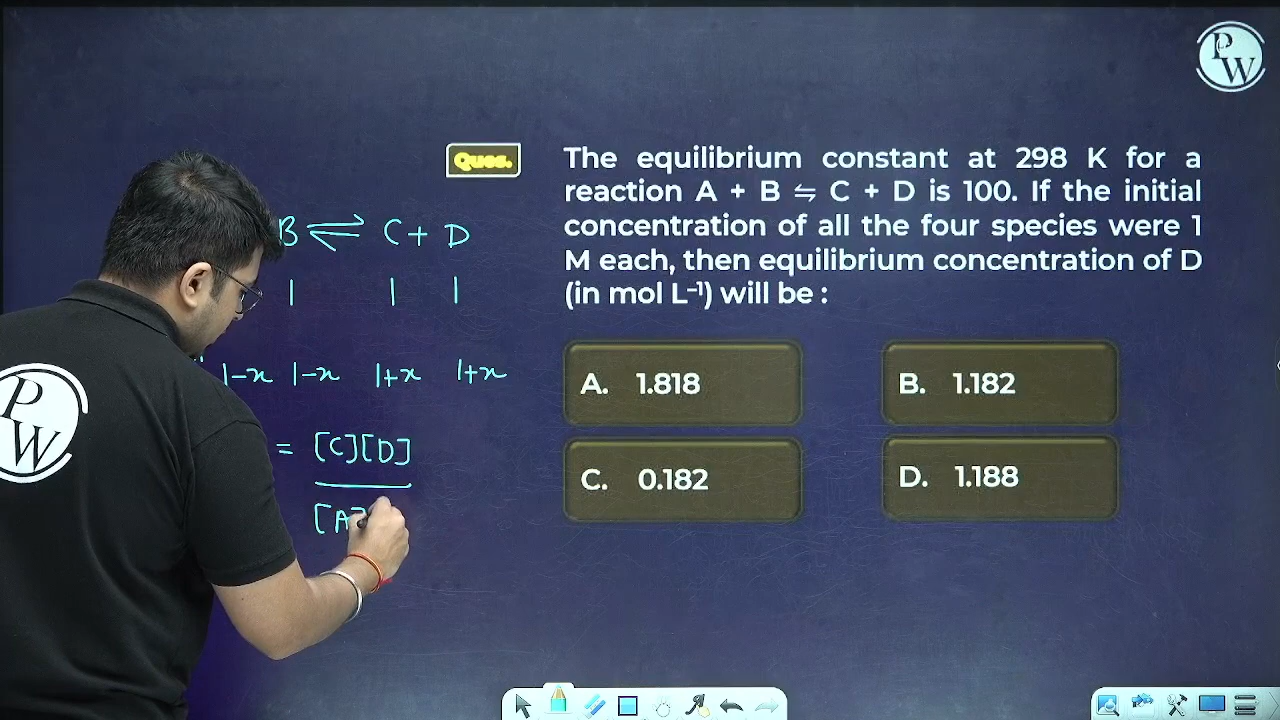 PW
Ques.
The equilibrium constant at 298 K for a
reaction A + B ⇋ C + D is 100. If the initial
concentration of all the four species were 1
M each, then equilibrium concentration of D
(in mol L⁻¹) will be :
A. 1.818
B. 1.182
C. 0.182
D. 1.188
B ⇌ C + D
1 1 1
1-x 1-x 1+x 1+x
= [C][D]
[A]
PW